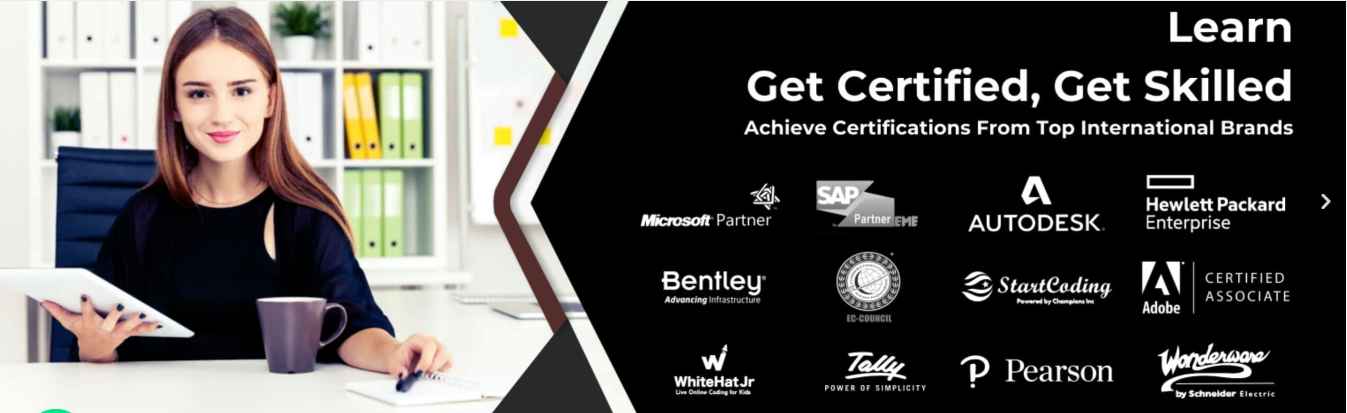 Learn
Get Certified, Get Skilled
Achieve Certifications From Top International Brands
Microsoft Partner
SAP
Partner
AUTODESK.
Hewlett Packard
Enterprise
Bentley®
Advancing Infrastructure
EC-COUNCIL
StartCoding
Powered by Champions Inc
Adobe
CERTIFIED
ASSOCIATE
WhiteHat Jr
Live Online Coding for Kids
Tally
POWER OF SIMPLICITY
Pearson
Wonderware
by Schneider Electric